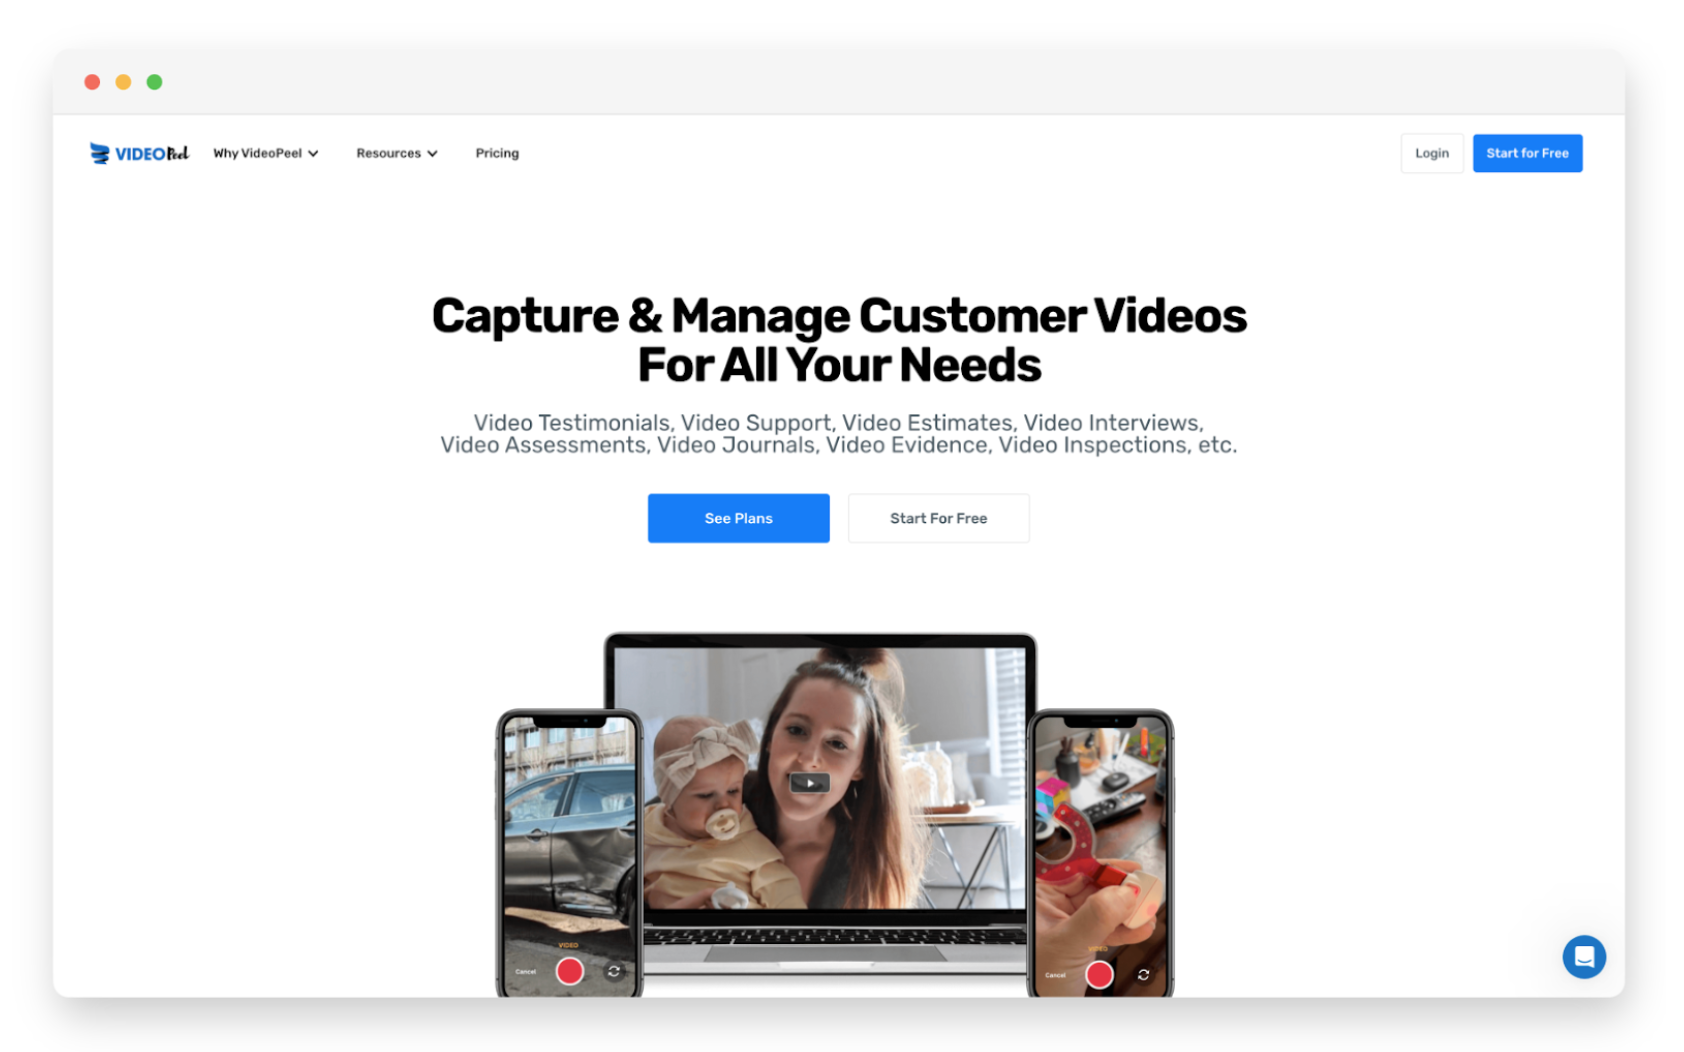 VIDEOPeel
Why VideoPeel
Resources
Pricing
Login
Start for Free
Capture & Manage Customer Videos
For All Your Needs
Video Testimonials, Video Support, Video Estimates, Video Interviews,
Video Assessments, Video Journals, Video Evidence, Video Inspections, etc.
See Plans
Start For Free
VIDEO
Cancel
VIDEO
Cancel